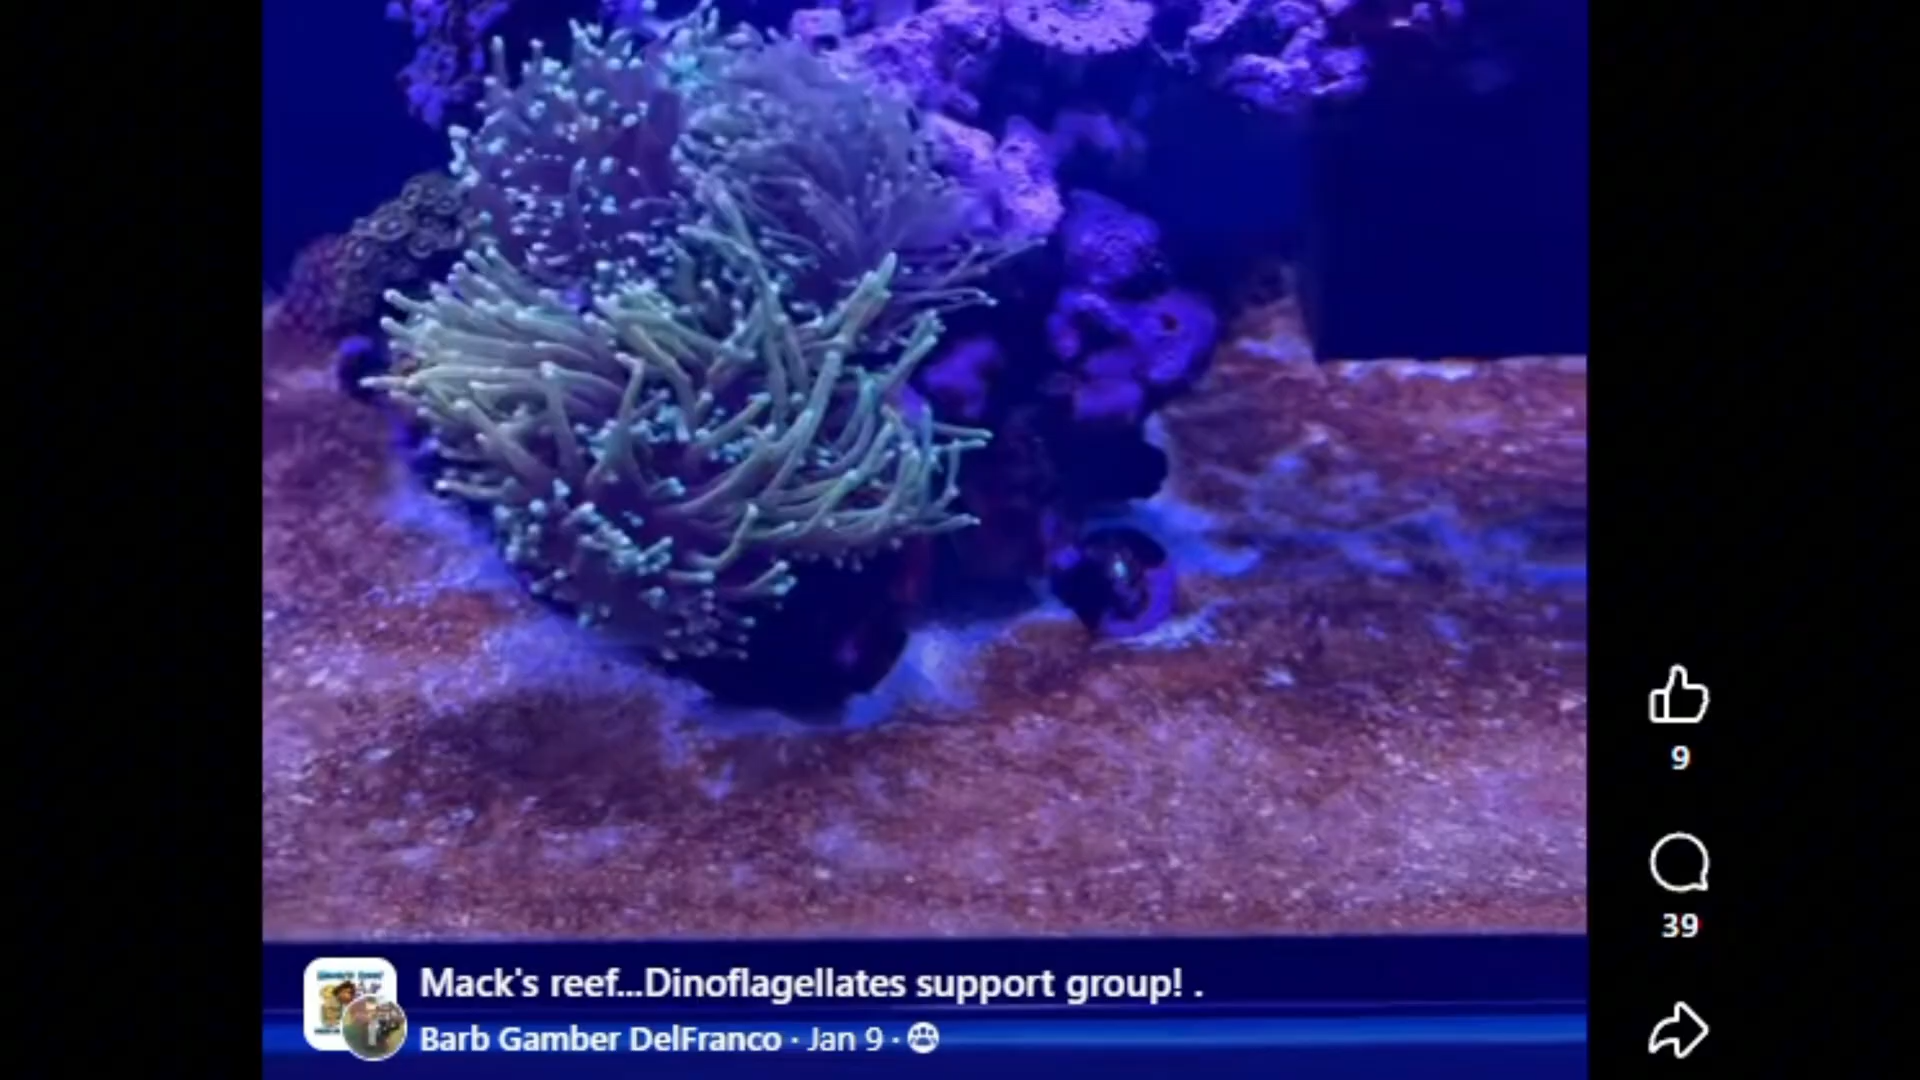 9
39
Mack's reef...Dinoflagellates support group! .
Barb Gamber DelFranco · Jan 9 ·